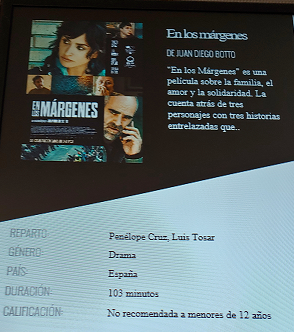 En los márgenes
DE JUAN DIEGO BOTTO
"En los Márgenes" es una
película sobre la familia, el
amor y la solidaridad. La
cuenta atrás de tres
personajes con tres historias
entrelazadas que..
EN
LOS MÁRGENES
REPARTO: Penélope Cruz, Luis Tosar
GÉNERO: Drama
PAÍS: España
DURACIÓN: 103 minutos
CALIFICACIÓN: No recomendada a menores de 12 años